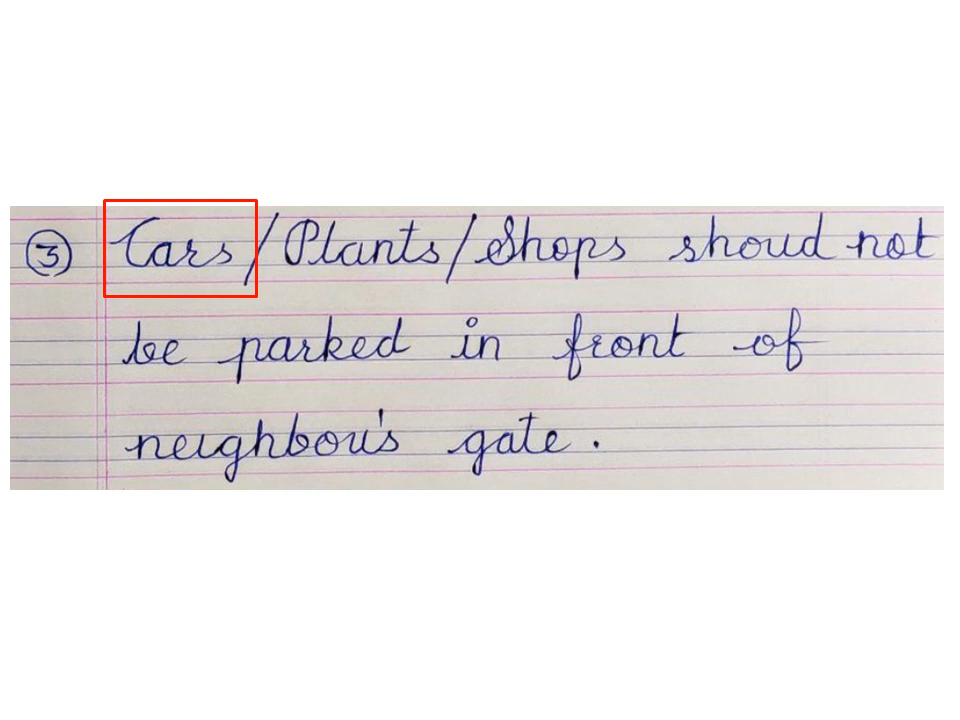 ③ Cars/Plants/Shops shoud not
be parked in front of
neighbou's gate.